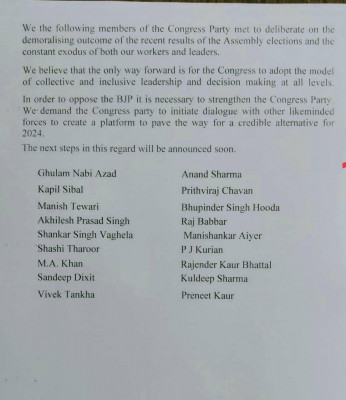 We the following members of the Congress Party met to deliberate on the
demoralising outcome of the recent results of the Assembly elections and the
constant exodus of both our workers and leaders.
We believe that the only way forward is for the Congress to adopt the model
of collective and inclusive leadership and decision making at all levels.
In order to oppose the BJP it is necessary to strengthen the Congress Party.
We demand the Congress party to initiate dialogue with other likeminded
forces to create a platform to pave the way for a credible alternative for
2024.
The next steps in this regard will be announced soon.
Ghulam Nabi Azad Anand Sharma
Kapil Sibal Prithviraj Chavan
Manish Tewari Bhupinder Singh Hooda
Akhilesh Prasad Singh Raj Babbar
Shankar Singh Vaghela Manishankar Aiyer
Shashi Tharoor P J Kurian
M.A. Khan Rajender Kaur Bhattal
Sandeep Dixit Kuldeep Sharma
Vivek Tankha Preneet Kaur